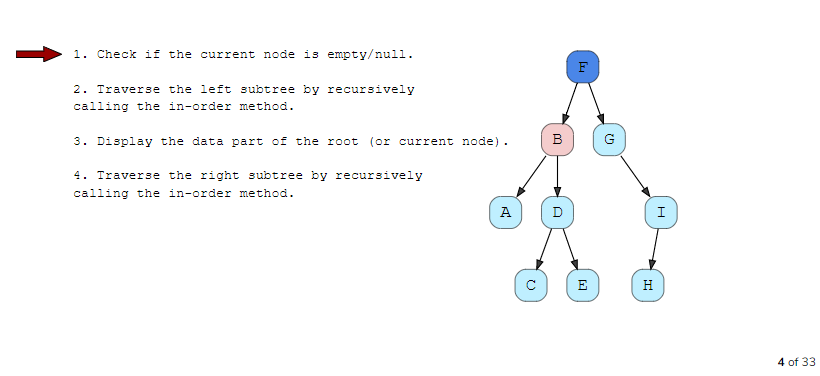 1. Check if the current node is empty/null.
2. Traverse the left subtree by recursively
calling the in-order method.
3. Display the data part of the root (or current node).
4. Traverse the right subtree by recursively
calling the in-order method.
F
B G
A D I
C E H
4 of 33